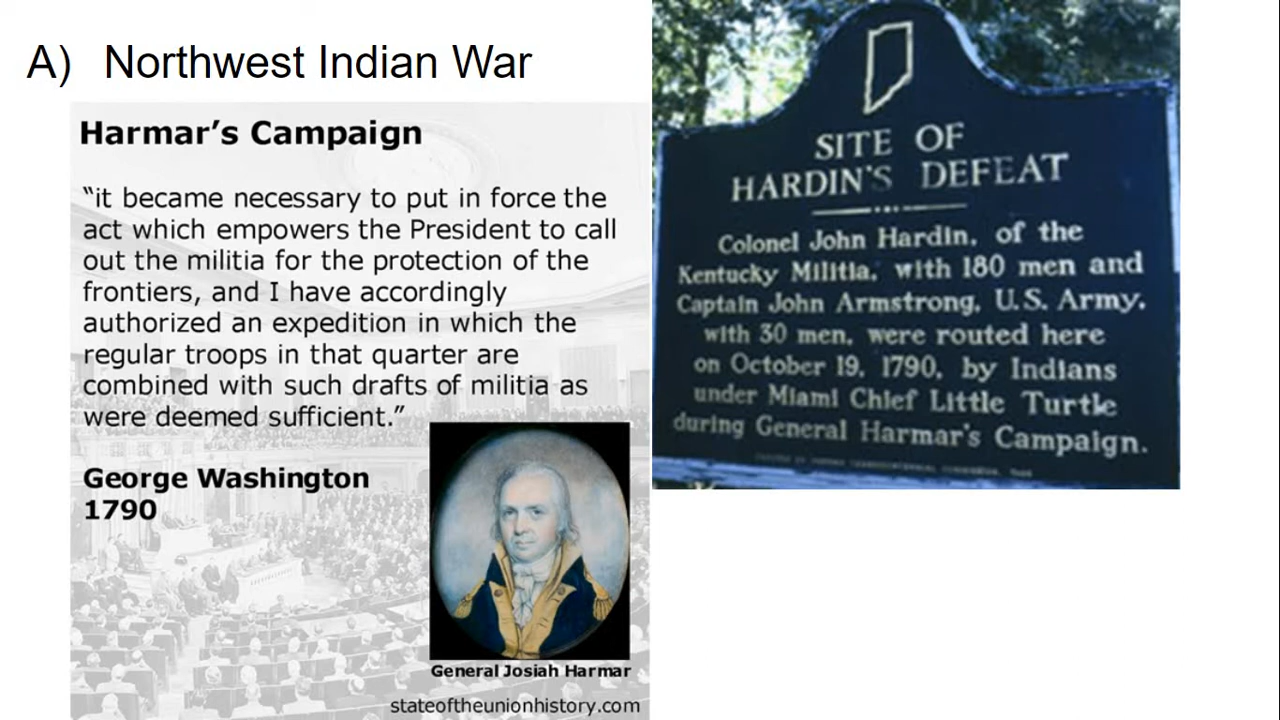 A) Northwest Indian War
Harmar's Campaign
“it became necessary to put in force the
act which empowers the President to call
out the militia for the protection of the
frontiers, and I have accordingly
authorized an expedition in which the
regular troops in that quarter are
combined with such drafts of militia as
were deemed sufficient.”
George Washington
1790
General Josiah Harmar
stateoftheunionhistory.com
SITE OF
HARDIN'S DEFEAT
Colonel John Hardin, of the
Kentucky Militia, with 180 men and
Captain John Armstrong, U.S. Army,
with 30 men, were routed here
on October 19, 1790, by Indians
under Miami Chief Little Turtle
during General Harmar's Campaign.